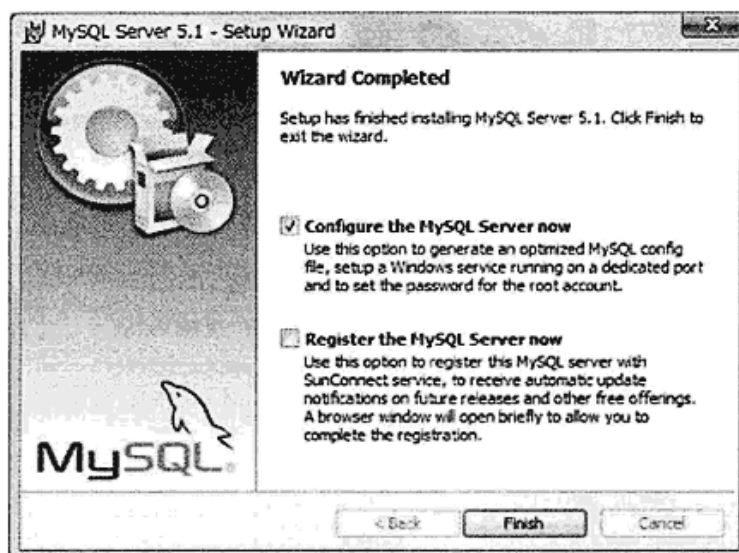 MySQL Server 5.1 - Setup Wizard
Wizard Completed
Setup has finished installing MySQL Server 5.1. Click Finish to
exit the wizard.
Configure the MySQL Server now
Use this option to generate an optimized MySQL config
file, setup a Windows service running on a dedicated port
and to set the password for the root account.
Register the MySQL Server now
Use this option to register this MySQL server with
SunConnect service, to receive automatic update
notifications on future releases and other free offerings.
A browser window will open briefly to allow you to
complete the registration.
MySQL
< Back
Finish
Cancel